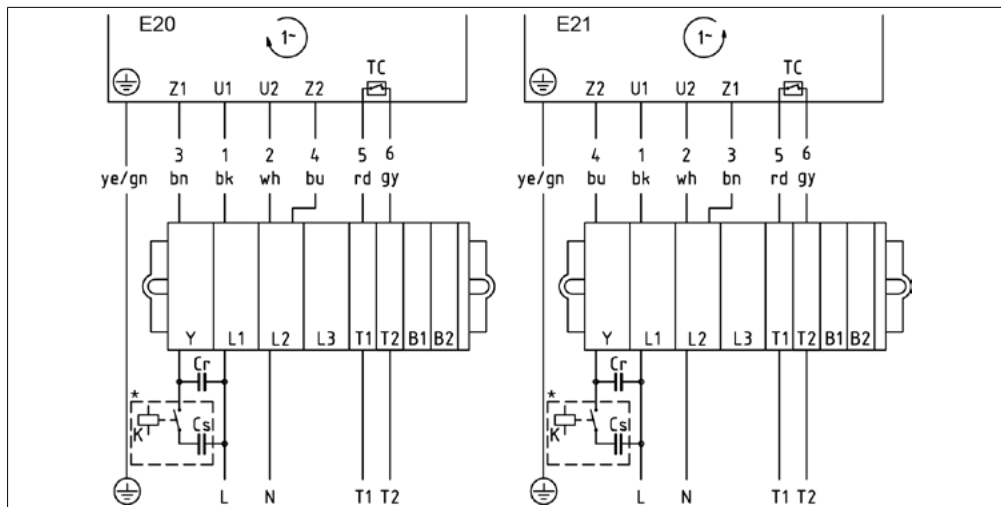 E20 1~ E21 1~
TC TC
Z1 U1 U2 Z2 Z2 U1 U2 Z1
3 1 2 4 5 6 4 1 2 3 5 6
ye/gn bn bk wh bu rd gy ye/gn bu bk wh bn rd gy
Y L1 L2 L3 T1 T2 B1 B2 Y L1 L2 L3 T1 T2 B1 B2
Cr Cr
* *
K Cs K Cs
L N T1 T2 L N T1 T2